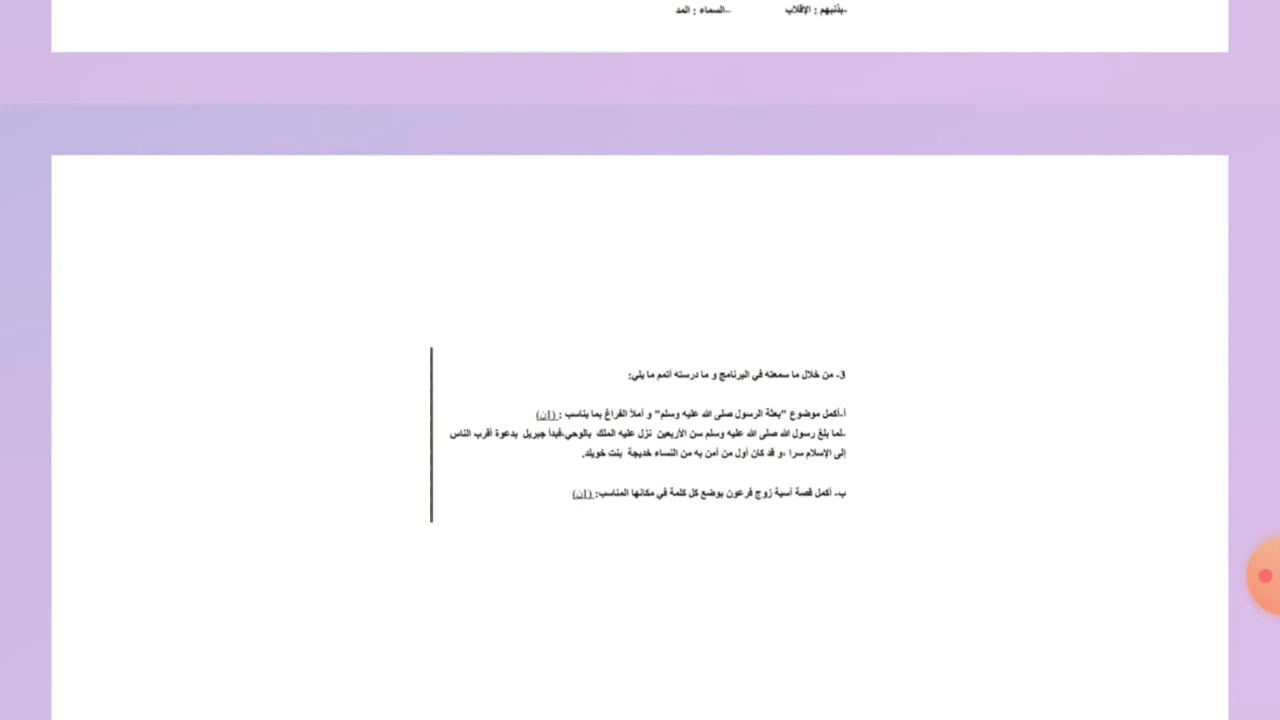 -بذنبهم : الإقلاب –السماء : المد
3- من خلال ما سمعته في البرنامج و ما درسته أتمم ما يلي:
أ-أكمل موضوع "بعثة الرسول صلى الله عليه وسلم" و أملأ الفراغ بما يناسب : (1ن)
-لما بلغ رسول الله صلى الله عليه وسلم سن الأربعين نزل عليه الملك بالوحي،فبدأ جبريل بدعوة أقرب الناس
إلى الإسلام سرا ،و قد كان أول من آمن به من النساء خديجة بنت خويلد.
ب- أكمل قصة آسية زوج فرعون بوضع كل كلمة في مكانها المناسب: (1ن)